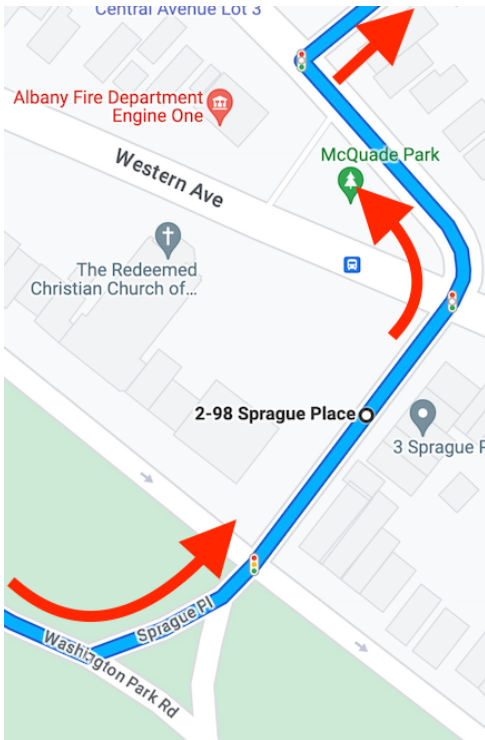 Central Avenue Lot 3
Albany Fire Department
Engine One
McQuade Park
Western Ave
The Redeemed
Christian Church of...
2-98 Sprague Place
3 Sprague P
Sprague Pl
Washington Park Rd